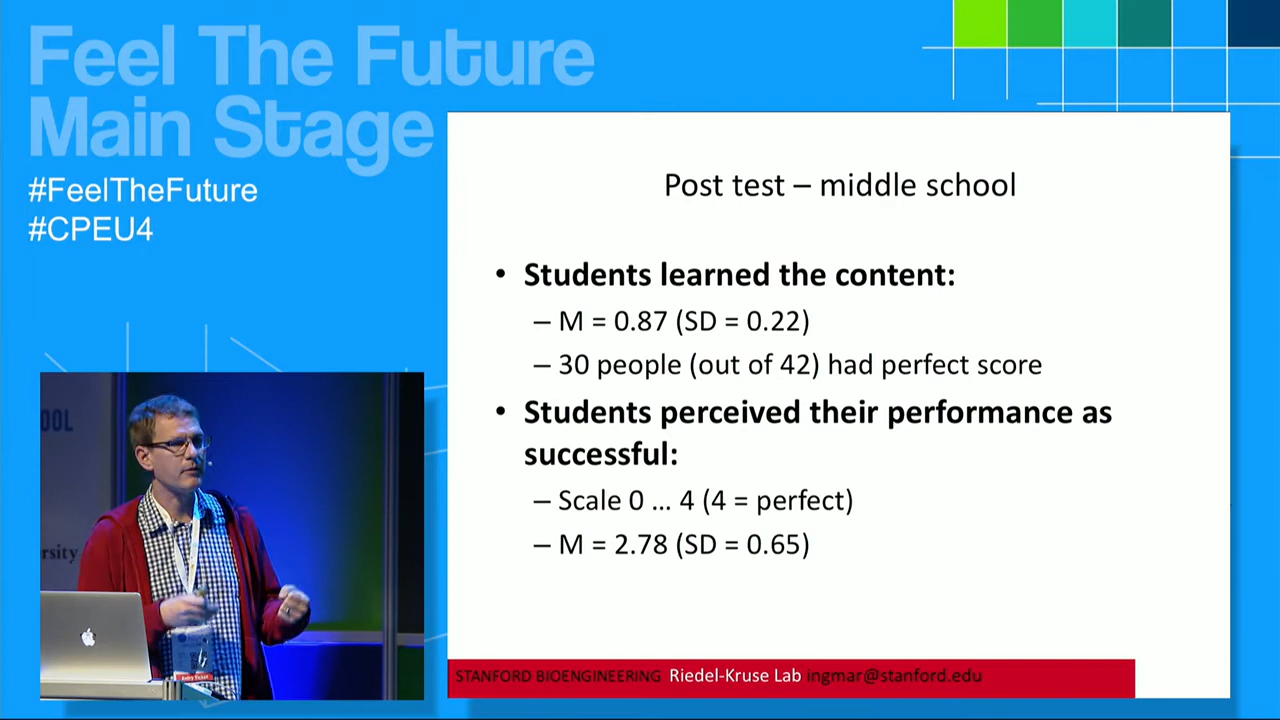 Feel The Future
Main Stage
#FeelTheFuture
#CPEU4
Post test – middle school
• Students learned the content:
– M = 0.87 (SD = 0.22)
– 30 people (out of 42) had perfect score
• Students perceived their performance as
successful:
– Scale 0 ... 4 (4 = perfect)
– M = 2.78 (SD = 0.65)
STANFORD BIOENGINEERING Riedel-Kruse Lab ingmar@stanford.edu